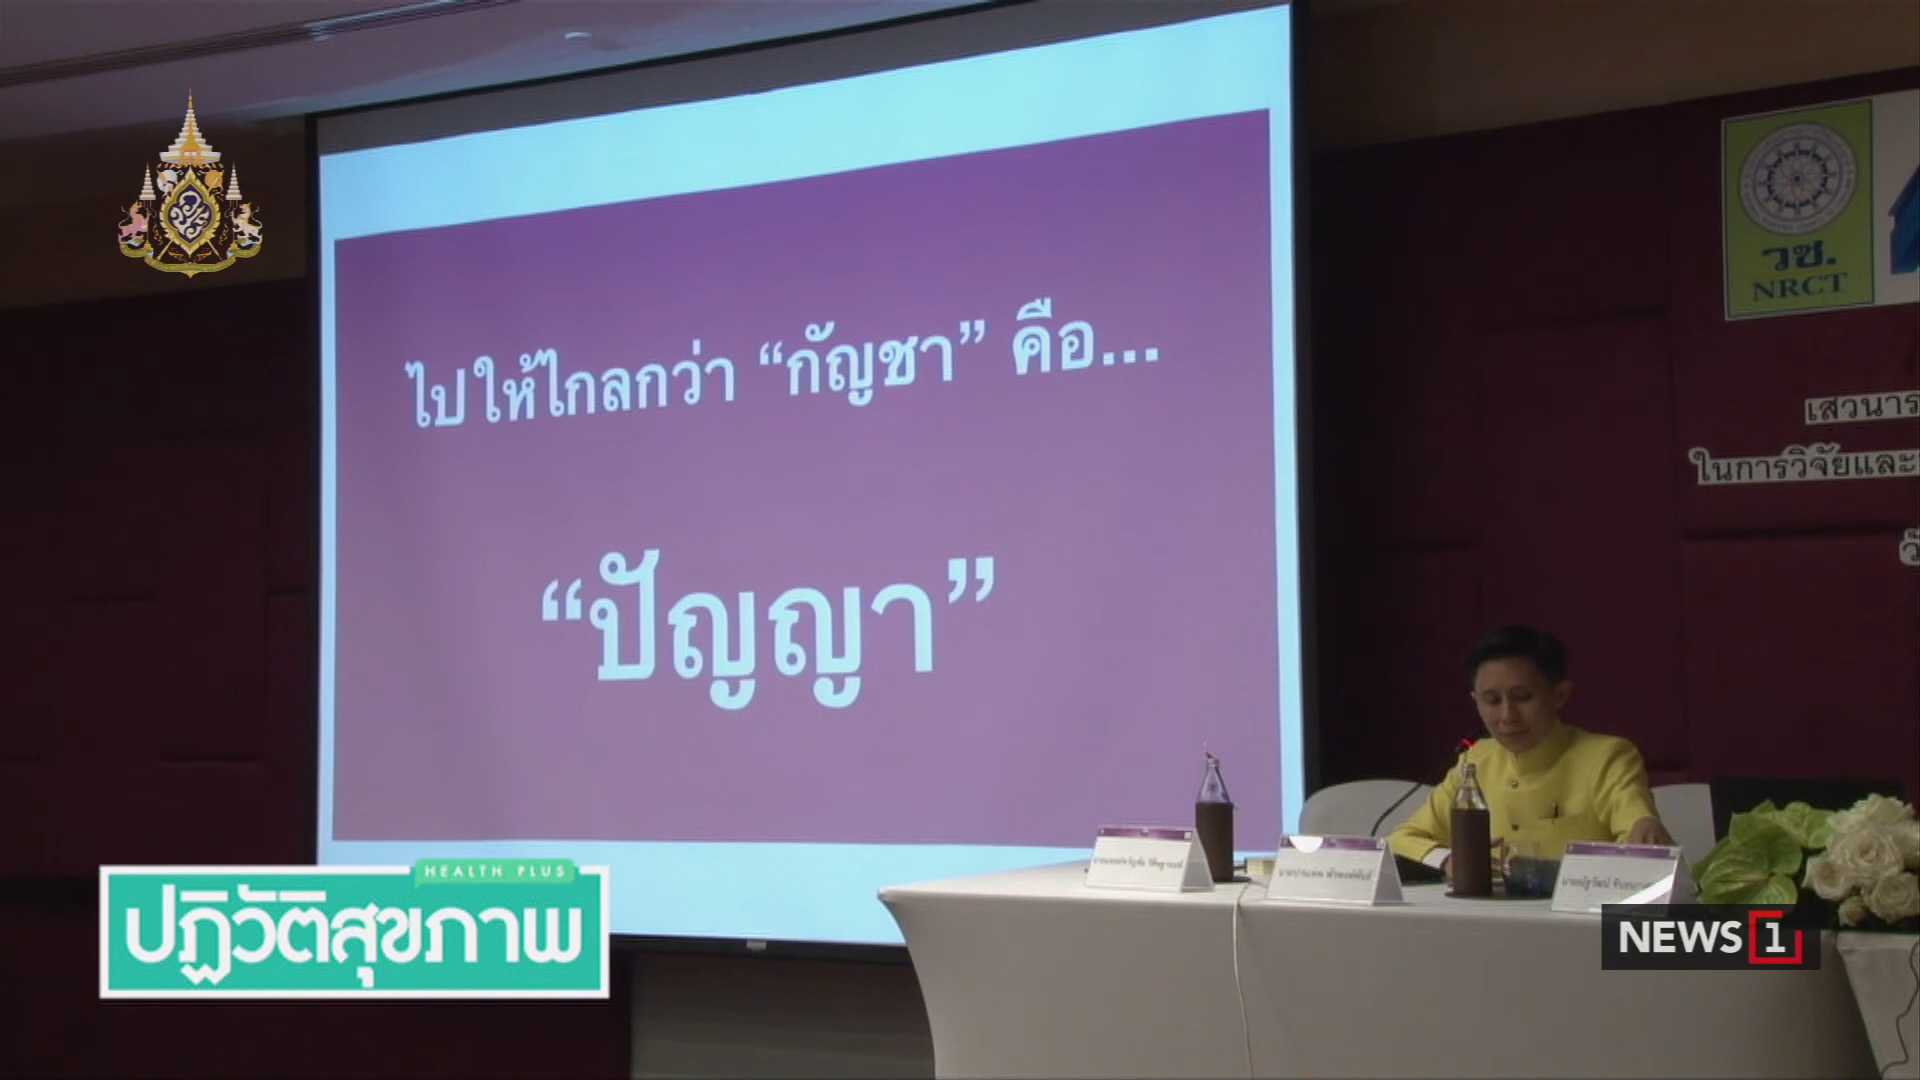 ไปให้ไกลกว่า “กัญชา” คือ...
“ปัญญา”
วช.
NRCT
เสวนา
ในการวิจัยและ
HEALTH PLUS
ปฏิวัติสุขภาพ
NEWS 1